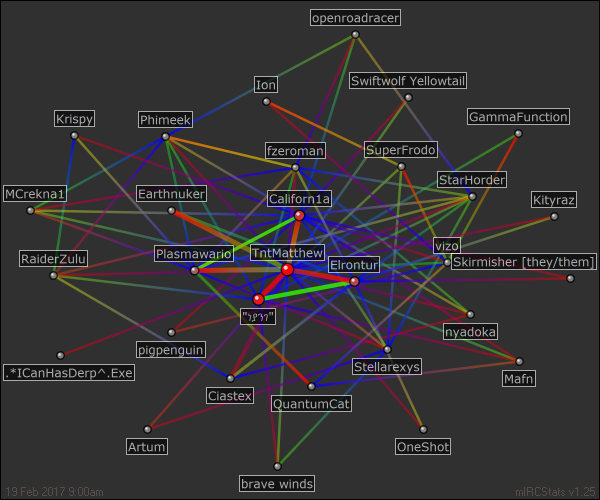 openroadracer
Ion
Swiftwolf Yellowtail
Krispy
Phimeek
GammaFunction
fzeroman
SuperFrodo
MCrekna1
Earthnuker
Californ1a
StarHorder
Kityraz
RaiderZulu
Plasmawario
TntMatthew
Elrontur
vizo
Skirmisher [they/them]
pigpenguin
nyadoka
.*ICanHasDerp^.Exe
Ciastex
QuantumCat
Stellarexys
Mafn
Artum
OneShot
brave winds
19 Feb 2017 9:00am
mIRCStats v1.25